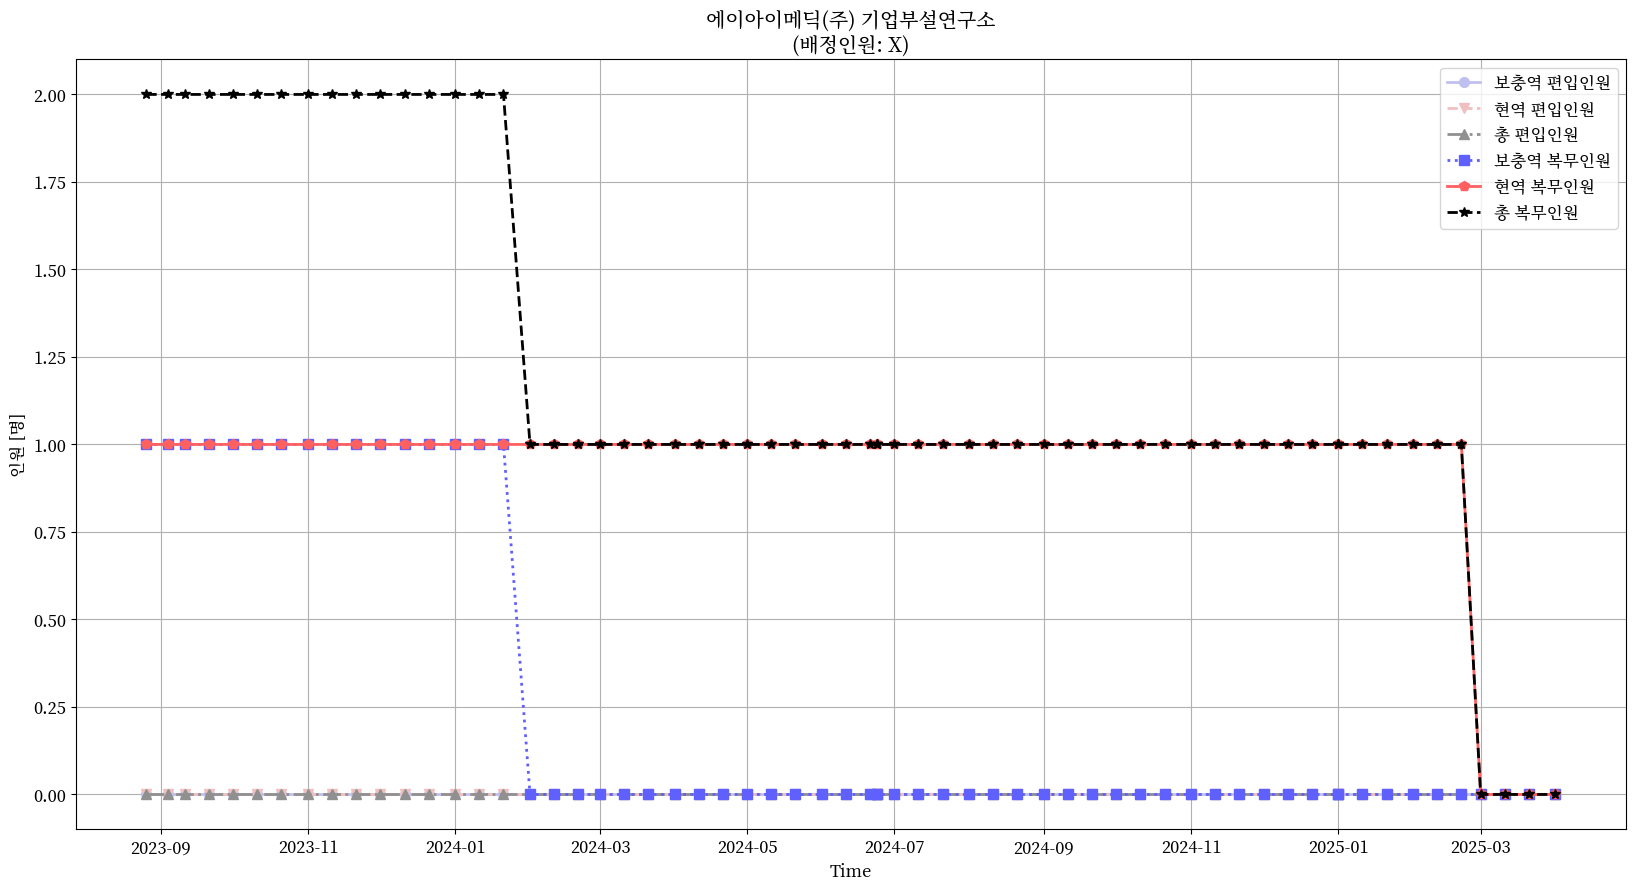 에이아이메딕(주) 기업부설연구소
(배정인원: X)
보충역 편입인원
현역 편입인원
총 편입인원
보충역 복무인원
현역 복무인원
총 복무인원
인원 [명]
2.00
1.75
1.50
1.25
1.00
0.75
0.50
0.25
0.00
2023-09
2023-11
2024-01
2024-03
2024-05
2024-07
2024-09
2024-11
2025-01
2025-03
Time